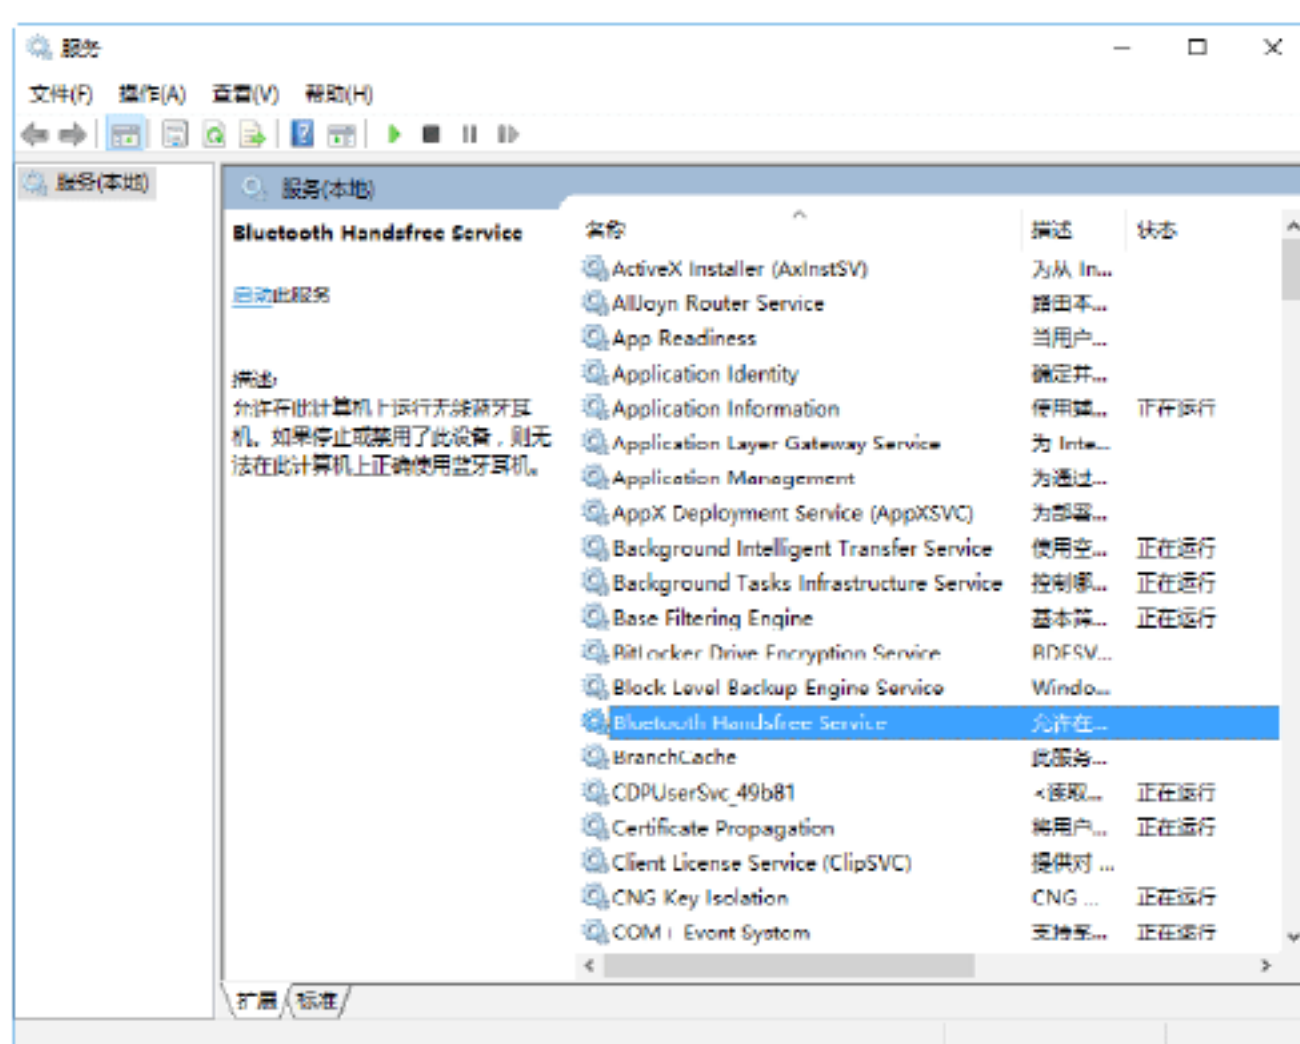 服务
文件(F) 操作(A) 查看(V) 帮助(H)
服务(本地)
服务(本地)
Bluetooth Handsfree Service
启动此服务
描述:
允许在此计算机上运行无线蓝牙耳
机。如果停止或禁用了此设备，则无
法在此计算机上正确使用蓝牙耳机。
名称 描述 状态
ActiveX Installer (AxInstSV) 为从 In...
AllJoyn Router Service 路由本...
App Readiness 当用户...
Application Identity 确定并...
Application Information 使用辅... 正在运行
Application Layer Gateway Service 为 Inte...
Application Management 为通过...
AppX Deployment Service (AppXSVC) 为部署...
Background Intelligent Transfer Service 使用空... 正在运行
Background Tasks Infrastructure Service 控制哪... 正在运行
Base Filtering Engine 基本筛... 正在运行
BitLocker Drive Encryption Service BDESV...
Block Level Backup Engine Service Windo...
Bluetooth Handsfree Service 允许在...
BranchCache 此服务...
CDPUserSvc_49b81 <读取... 正在运行
Certificate Propagation 将用户... 正在运行
Client License Service (ClipSVC) 提供对 ...
CNG Key Isolation CNG ... 正在运行
COM+ Event System 支持系... 正在运行
扩展 标准